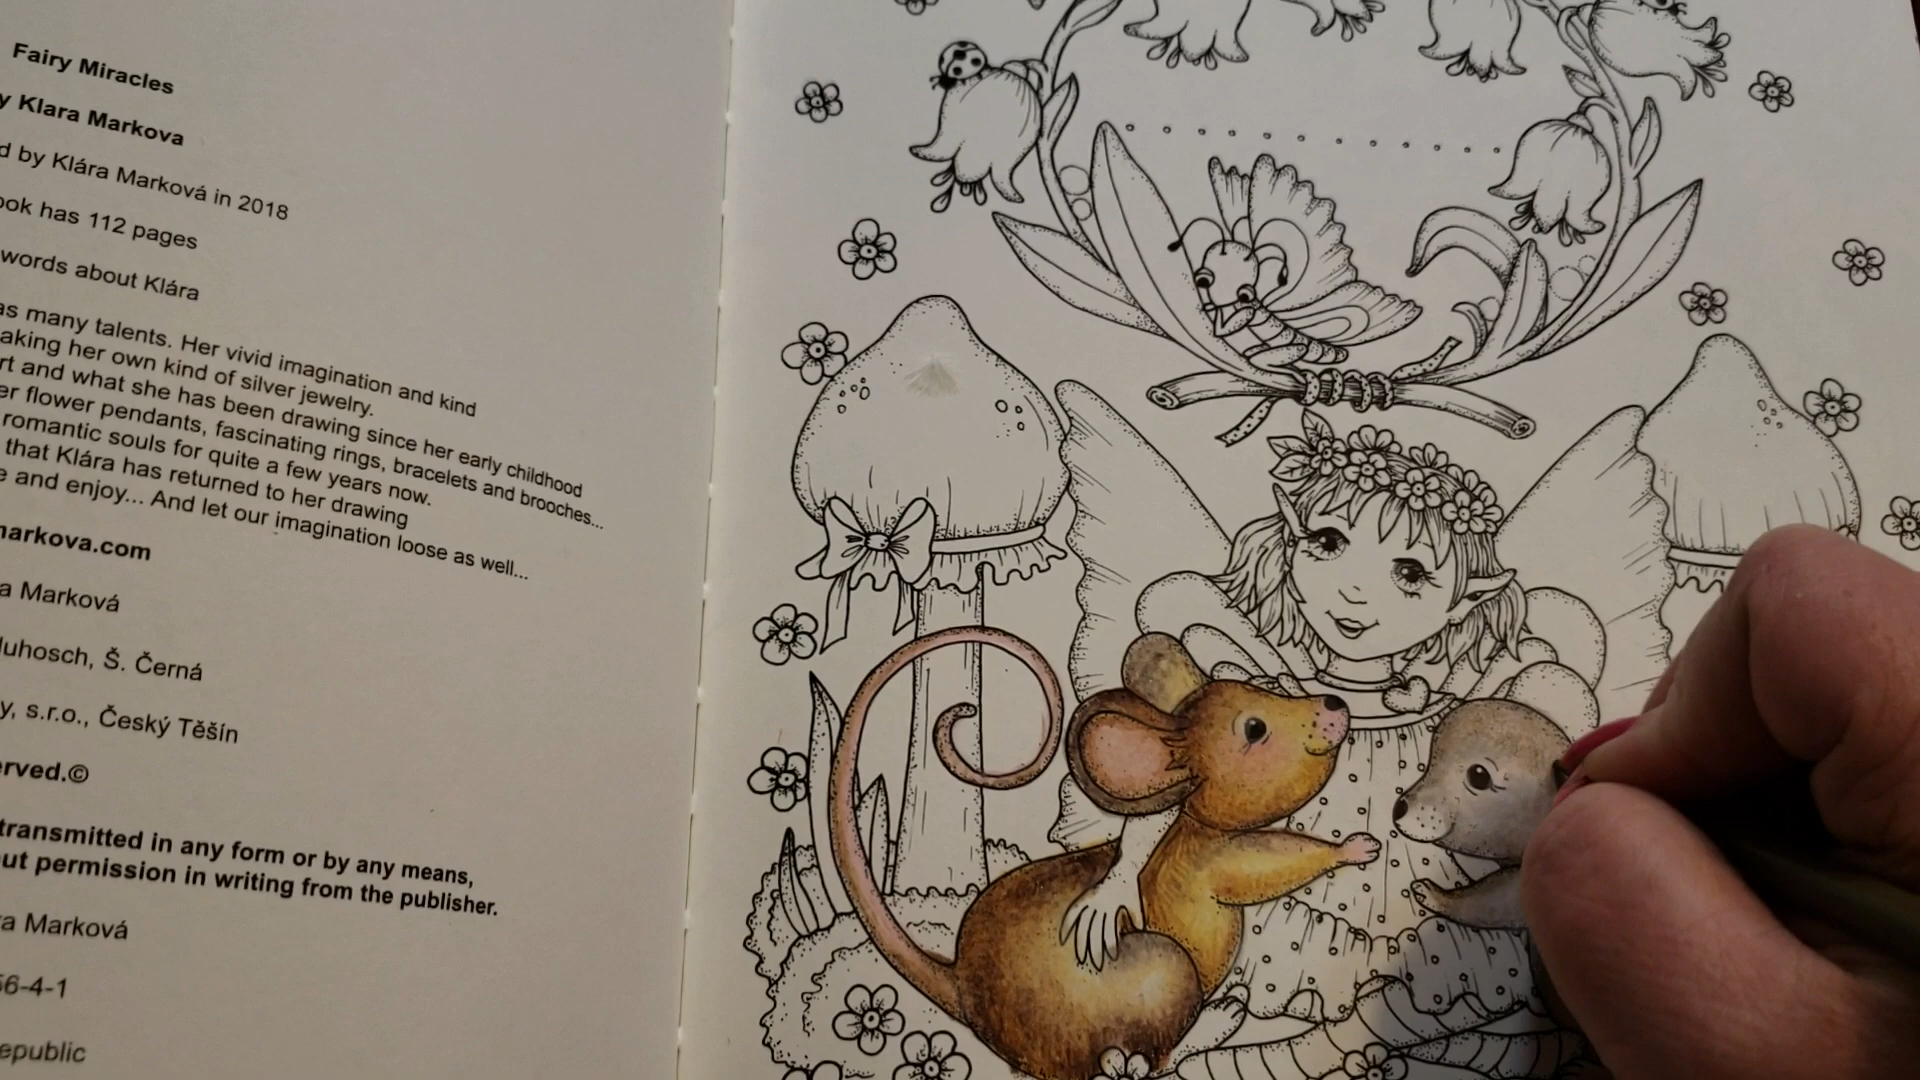 Fairy Miracles
y Klara Markova
d by Klára Marková in 2018
ook has 112 pages
words about Klára
as many talents. Her vivid imagination and kind
aking her own kind of silver jewelry.
rt and what she has been drawing since her early childhood
er flower pendants, fascinating rings, bracelets and brooches...
romantic souls for quite a few years now.
that Klára has returned to her drawing
e and enjoy... And let our imagination loose as well...
markova.com
a Marková
luhosch, Š. Černá
y, s.r.o., Český Těšín
erved.©
transmitted in any form or by any means,
out permission in writing from the publisher.
ra Marková
56-4-1
epublic